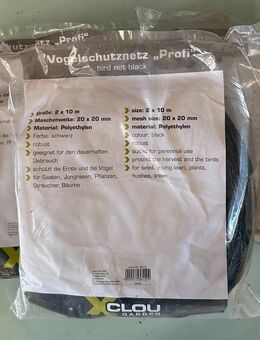 Vogelschutznetz „Profi“
bird net black
Größe: 2 x 10 m
Maschenweite: 20 x 20 mm
Material: Polyethylen
Farbe: schwarz
robust
geeignet für den dauerhaften
Gebrauch
schützt die Ernte und die Vögel
für Saaten, Jungrasen, Pflanzen,
Sträucher, Bäume
size: 2 x 10 m
mesh size: 20 x 20 mm
material: Polyethylen
colour: black
robust
for perennial use
protect the harvest and the birds
for seed, young lawn, plants,
bushes, trees
XCLOU
GARDEN
„Profi“